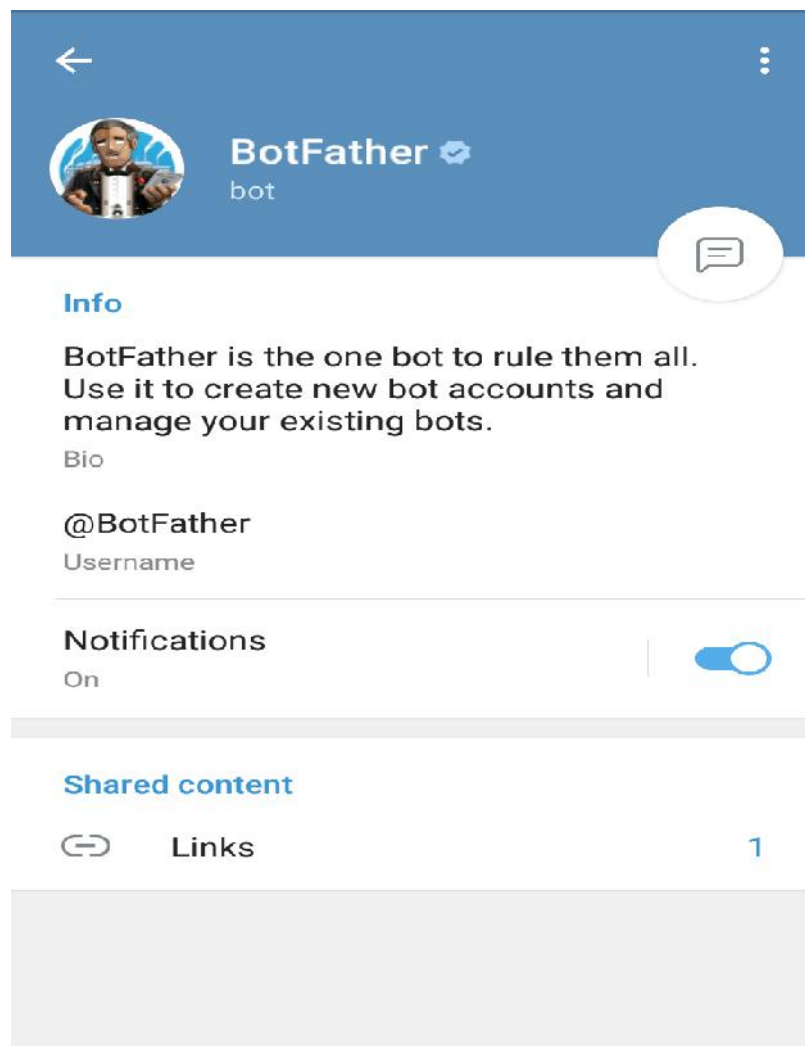 BotFather
bot
Info
BotFather is the one bot to rule them all.
Use it to create new bot accounts and
manage your existing bots.
Bio
@BotFather
Username
Notifications
On
Shared content
Links 1